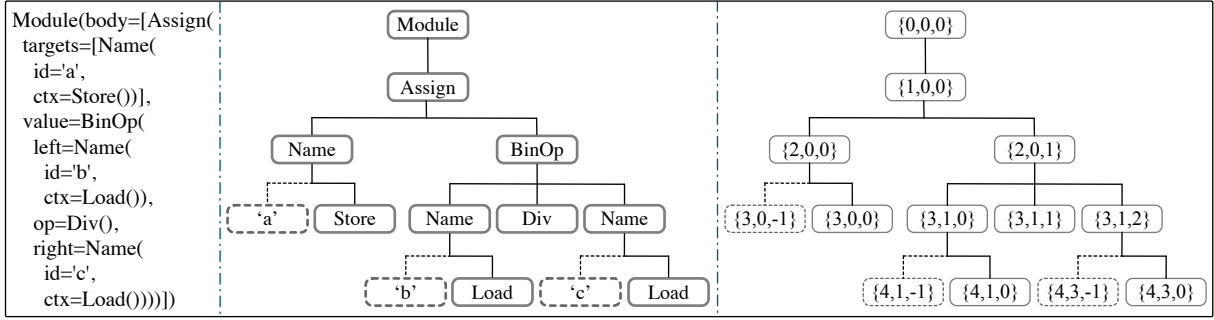 Module(body=[Assign(
targets=[Name(
id='a',
ctx=Store())],
value=BinOp(
left=Name(
id='b',
ctx=Load()),
op=Div(),
right=Name(
id='c',
ctx=Load()))))])
Module
Assign
Name BinOp
‘a’ Store Name Div Name
‘b’ Load ‘c’ Load
{0,0,0}
{1,0,0}
{2,0,0} {2,0,1}
{3,0,-1} {3,0,0} {3,1,0} {3,1,1} {3,1,2}
{4,1,-1} {4,1,0} {4,3,-1} {4,3,0}